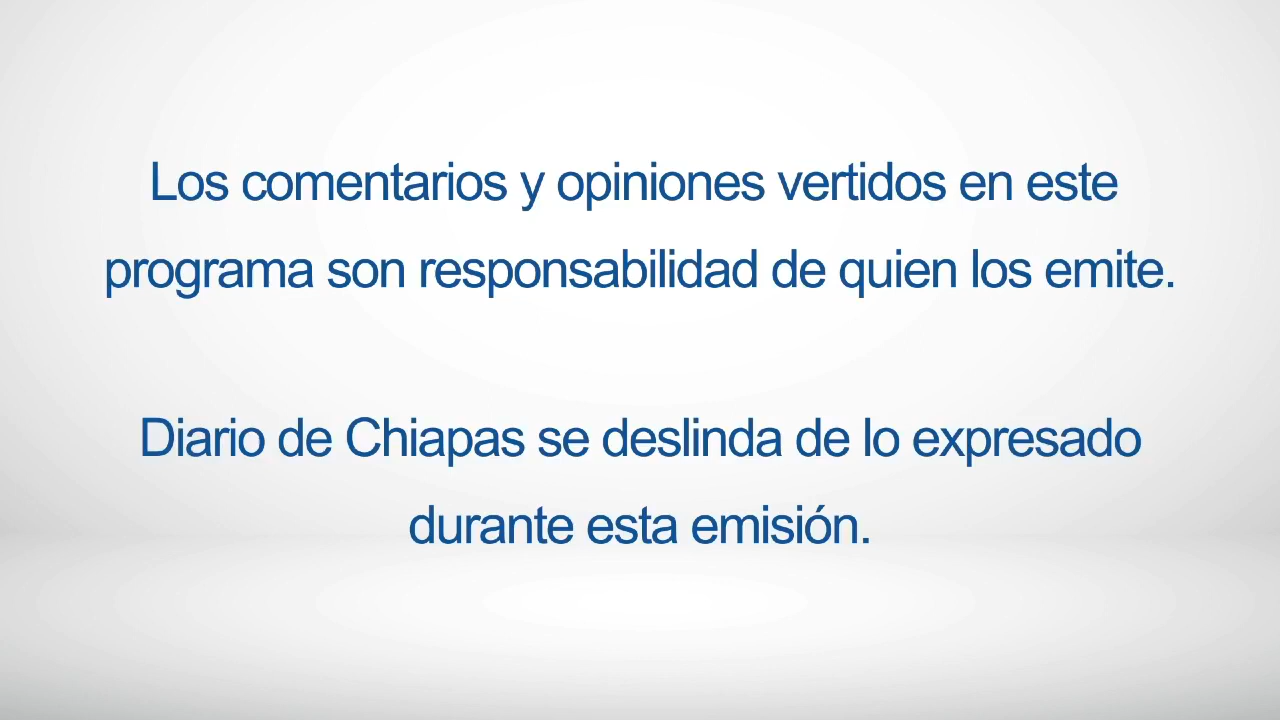 Los comentarios y opiniones vertidos en este
programa son responsabilidad de quien los emite.
Diario de Chiapas se deslinda de lo expresado
durante esta emisión.